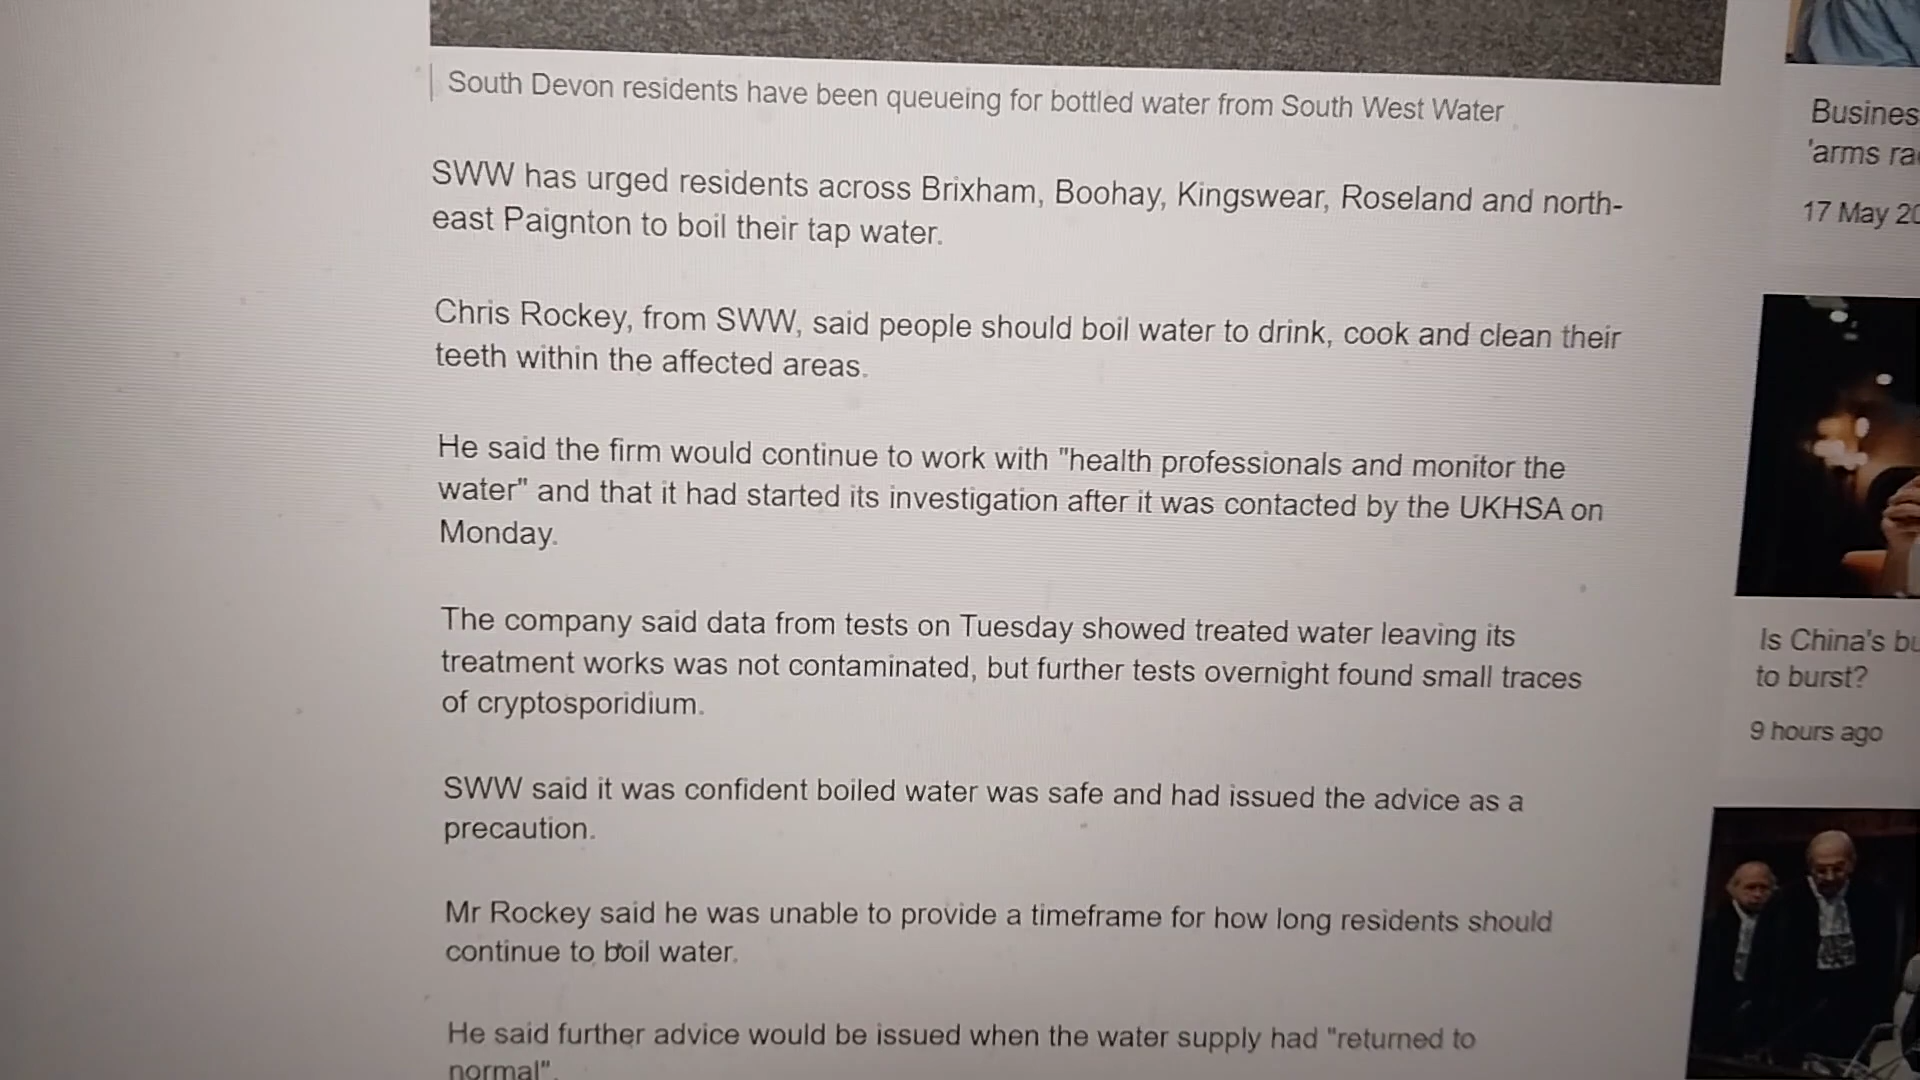 South Devon residents have been queueing for bottled water from South West Water
SWW has urged residents across Brixham, Boohay, Kingswear, Roseland and north-
east Paignton to boil their tap water.
Chris Rockey, from SWW, said people should boil water to drink, cook and clean their
teeth within the affected areas.
He said the firm would continue to work with "health professionals and monitor the
water" and that it had started its investigation after it was contacted by the UKHSA on
Monday.
The company said data from tests on Tuesday showed treated water leaving its
treatment works was not contaminated, but further tests overnight found small traces
of cryptosporidium.
SWW said it was confident boiled water was safe and had issued the advice as a
precaution.
Mr Rockey said he was unable to provide a timeframe for how long residents should
continue to boil water.
He said further advice would be issued when the water supply had "returned to
normal".
Busines
'arms ra
17 May 20
Is China's bu
to burst?
9 hours ago